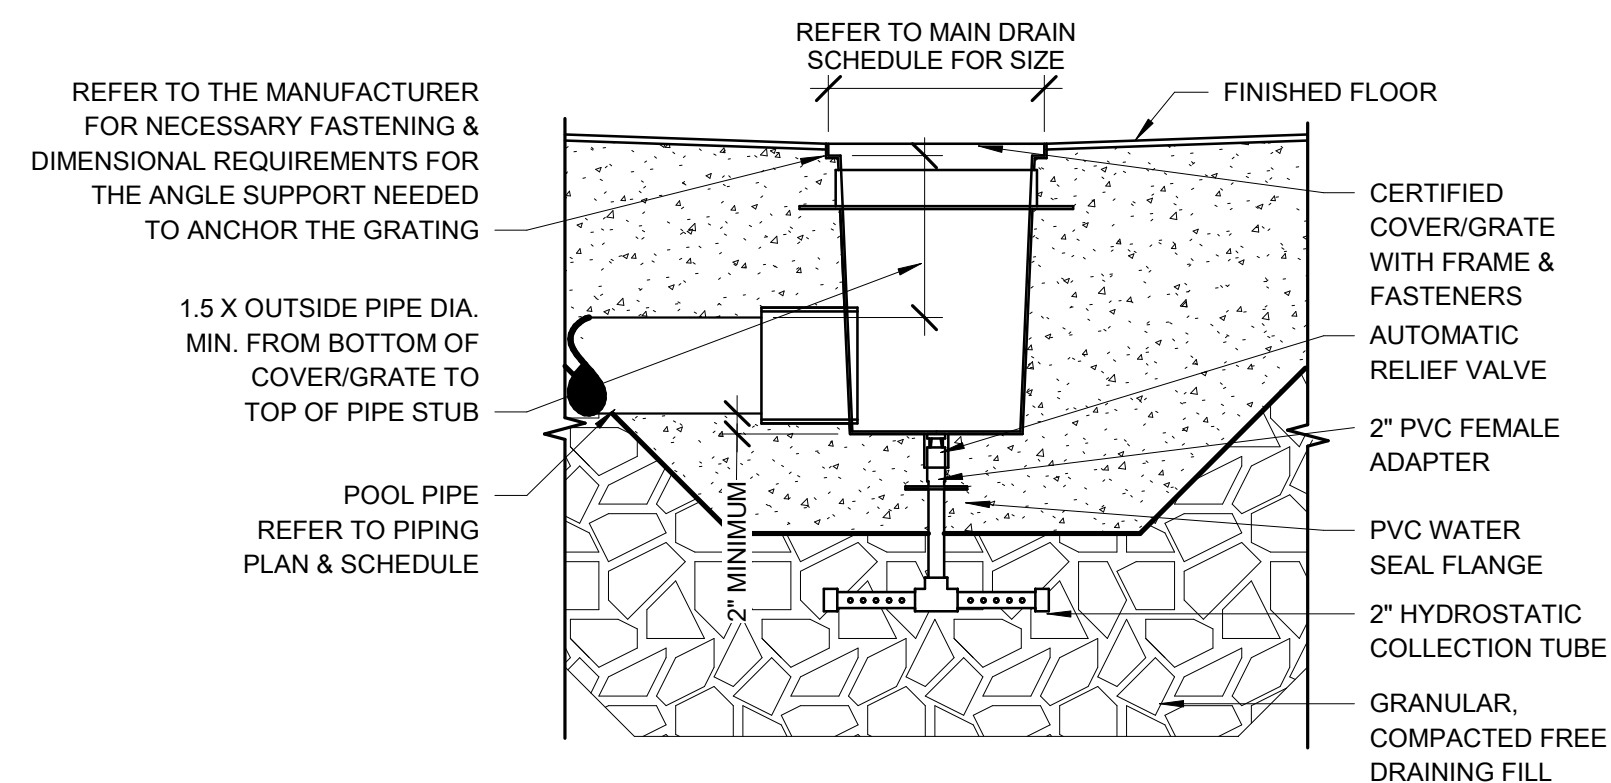 REFER TO MAIN DRAIN
SCHEDULE FOR SIZE
REFER TO THE MANUFACTURER
FOR NECESSARY FASTENING &
DIMENSIONAL REQUIREMENTS FOR
THE ANGLE SUPPORT NEEDED
TO ANCHOR THE GRATING
1.5 X OUTSIDE PIPE DIA.
MIN. FROM BOTTOM OF
COVER/GRATE TO
TOP OF PIPE STUB
POOL PIPE
REFER TO PIPING
PLAN & SCHEDULE
2" MINIMUM
FINISHED FLOOR
CERTIFIED
COVER/GRATE
WITH FRAME &
FASTENERS
AUTOMATIC
RELIEF VALVE
2" PVC FEMALE
ADAPTER
PVC WATER
SEAL FLANGE
2" HYDROSTATIC
COLLECTION TUBE
GRANULAR,
COMPACTED FREE
DRAINING FILL